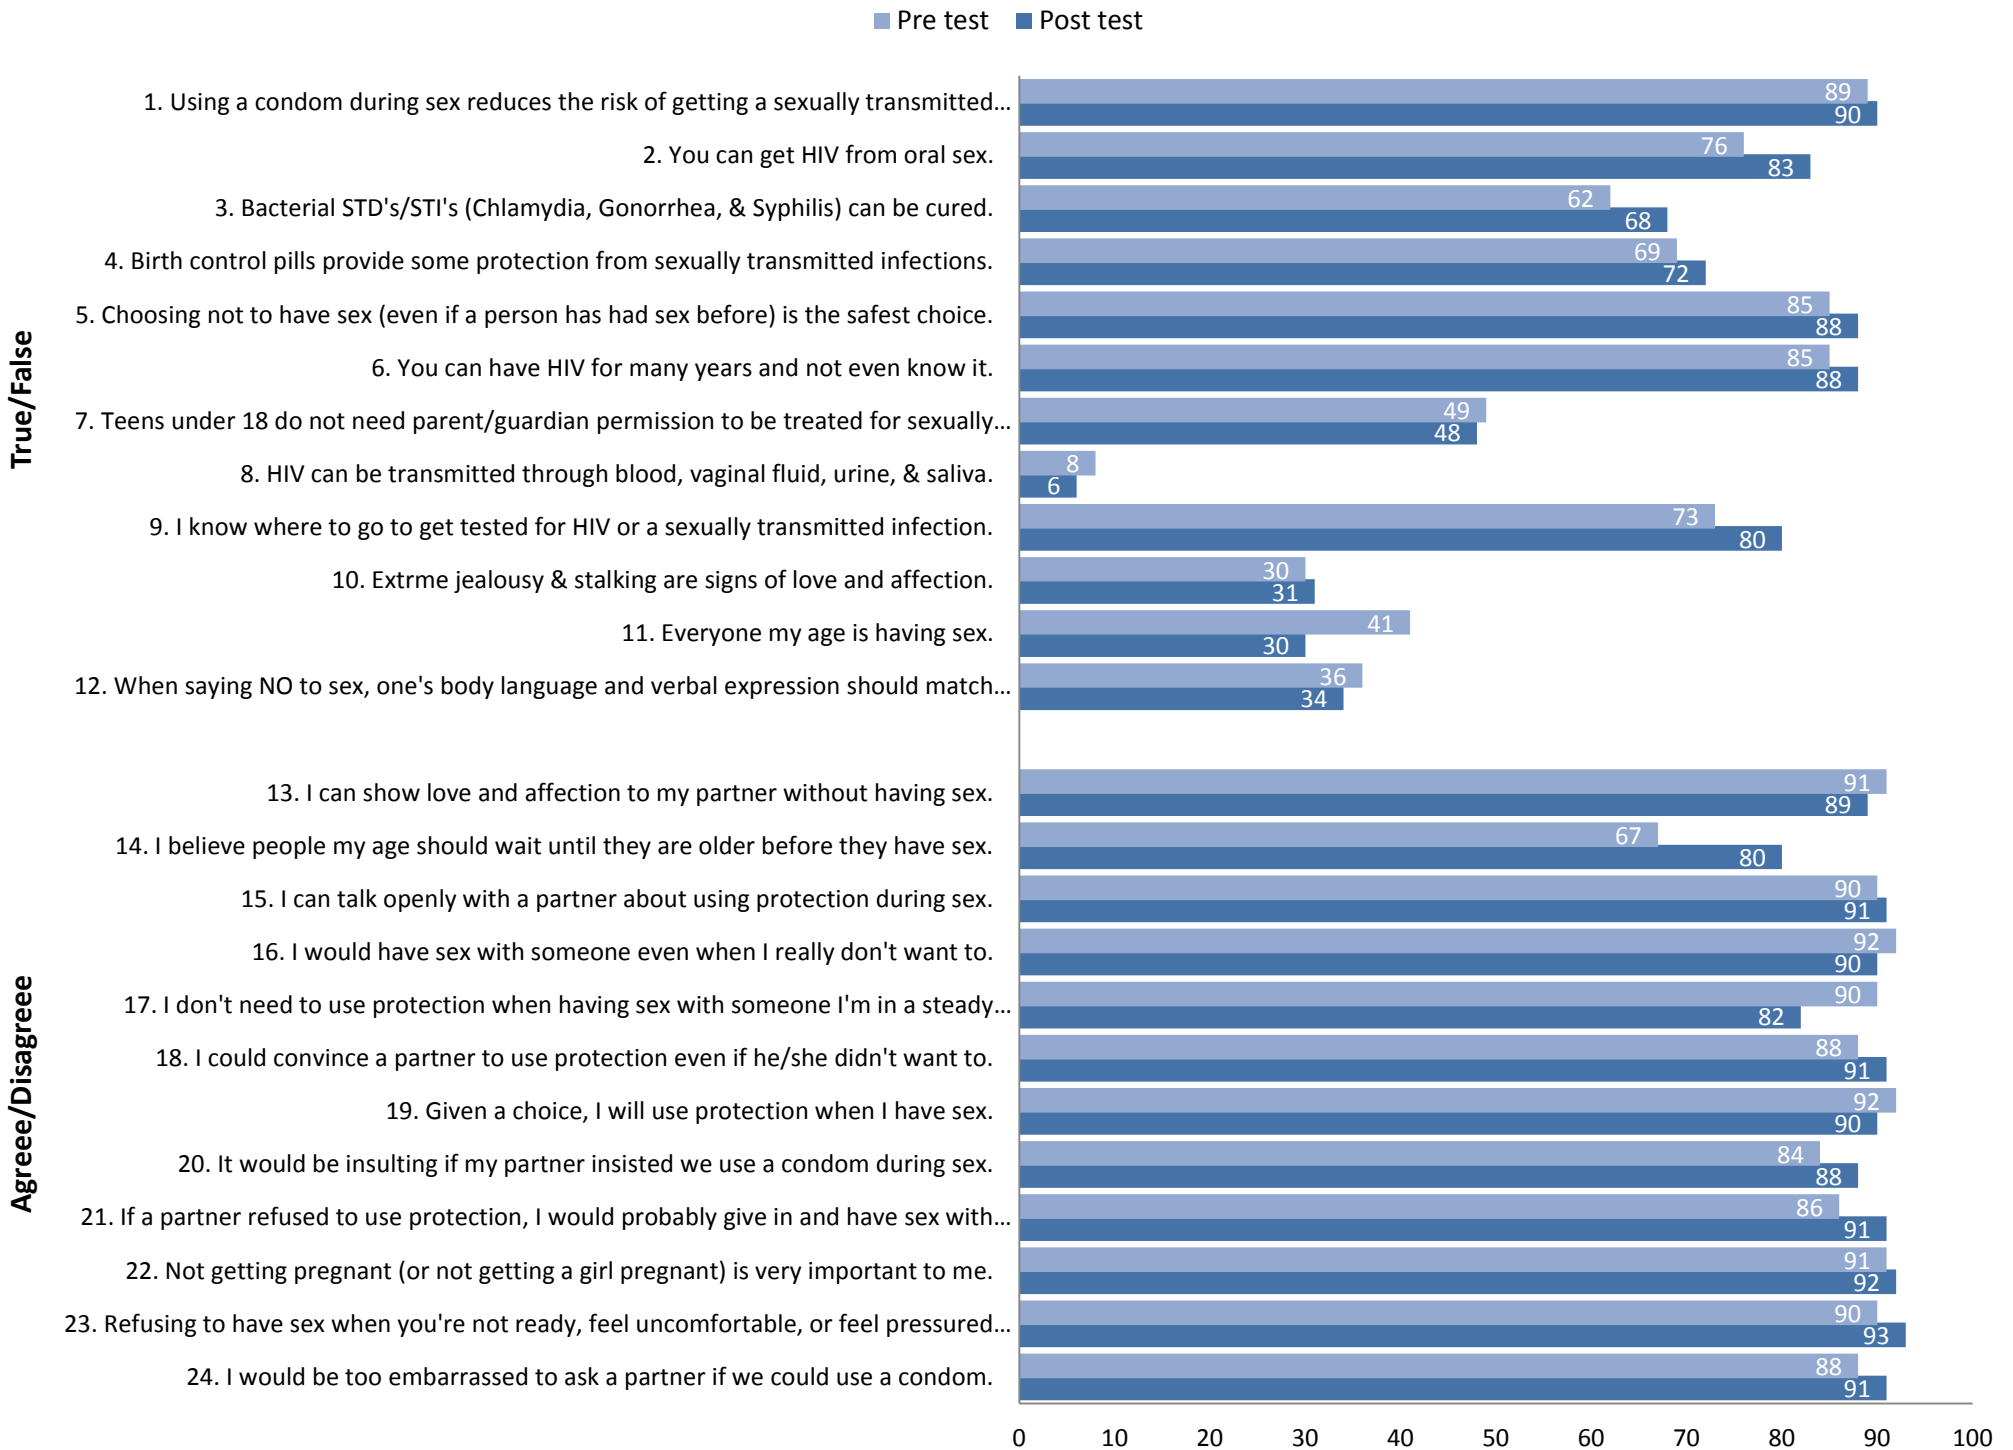 Pre test Post test
True/False
1. Using a condom during sex reduces the risk of getting a sexually transmitted...
89
90
2. You can get HIV from oral sex.
76
83
3. Bacterial STD's/STI's (Chlamydia, Gonorrhea, & Syphilis) can be cured.
62
68
4. Birth control pills provide some protection from sexually transmitted infections.
69
72
5. Choosing not to have sex (even if a person has had sex before) is the safest choice.
85
88
6. You can have HIV for many years and not even know it.
85
88
7. Teens under 18 do not need parent/guardian permission to be treated for sexually...
49
48
8. HIV can be transmitted through blood, vaginal fluid, urine, & saliva.
8
6
9. I know where to go to get tested for HIV or a sexually transmitted infection.
73
80
10. Extrme jealousy & stalking are signs of love and affection.
30
31
11. Everyone my age is having sex.
41
30
12. When saying NO to sex, one's body language and verbal expression should match...
36
34
Agree/Disagreee
13. I can show love and affection to my partner without having sex.
91
89
14. I believe people my age should wait until they are older before they have sex.
67
80
15. I can talk openly with a partner about using protection during sex.
90
91
16. I would have sex with someone even when I really don't want to.
92
90
17. I don't need to use protection when having sex with someone I'm in a steady...
90
82
18. I could convince a partner to use protection even if he/she didn't want to.
88
91
19. Given a choice, I will use protection when I have sex.
92
90
20. It would be insulting if my partner insisted we use a condom during sex.
84
88
21. If a partner refused to use protection, I would probably give in and have sex with...
86
91
22. Not getting pregnant (or not getting a girl pregnant) is very important to me.
91
92
23. Refusing to have sex when you're not ready, feel uncomfortable, or feel pressured...
90
93
24. I would be too embarrassed to ask a partner if we could use a condom.
88
91
0 10 20 30 40 50 60 70 80 90 100